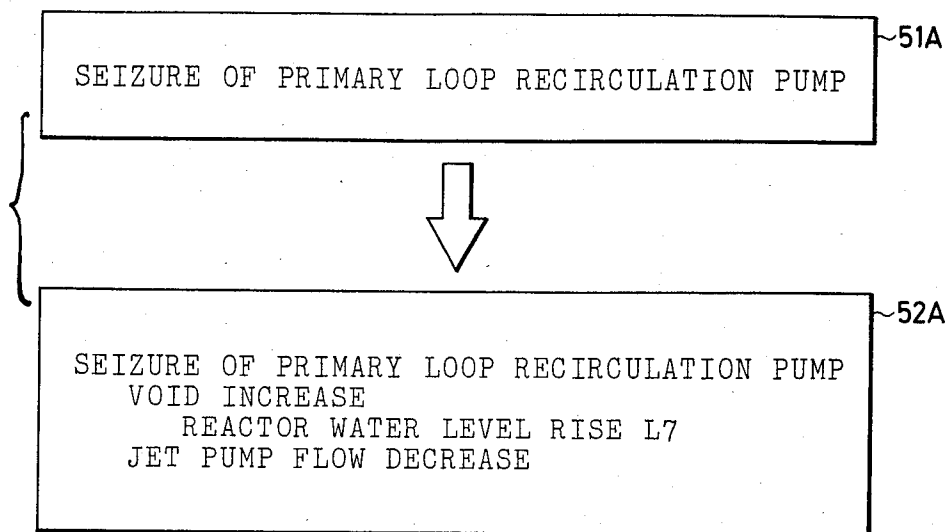 51A
SEIZURE OF PRIMARY LOOP RECIRCULATION PUMP
52A
SEIZURE OF PRIMARY LOOP RECIRCULATION PUMP
VOID INCREASE
REACTOR WATER LEVEL RISE L7
JET PUMP FLOW DECREASE